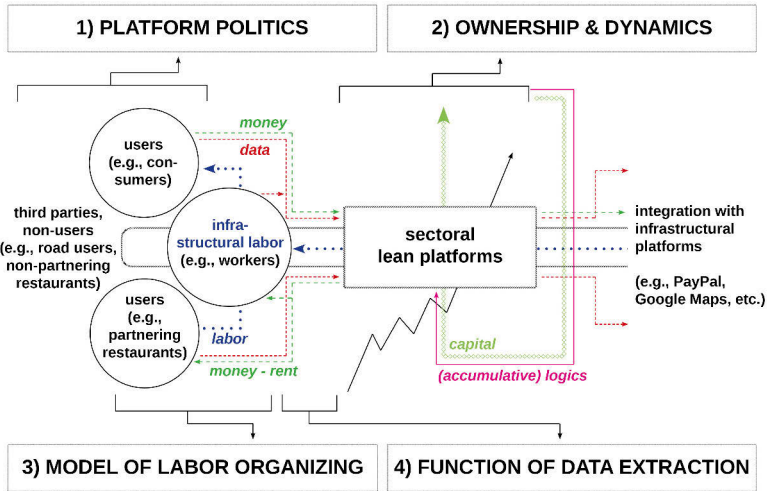 1) PLATFORM POLITICS
2) OWNERSHIP & DYNAMICS
users
(e.g., con-
sumers)
money
data
third parties,
non-users
(e.g., road users,
non-partnering
restaurants)
infra-
structural labor
(e.g., workers)
sectoral
lean platforms
integration with
infrastructural
platforms
(e.g., PayPal,
Google Maps, etc.)
users
(e.g.,
partnering
restaurants)
labor
money - rent
capital
(accumulative) logics
3) MODEL OF LABOR ORGANIZING
4) FUNCTION OF DATA EXTRACTION